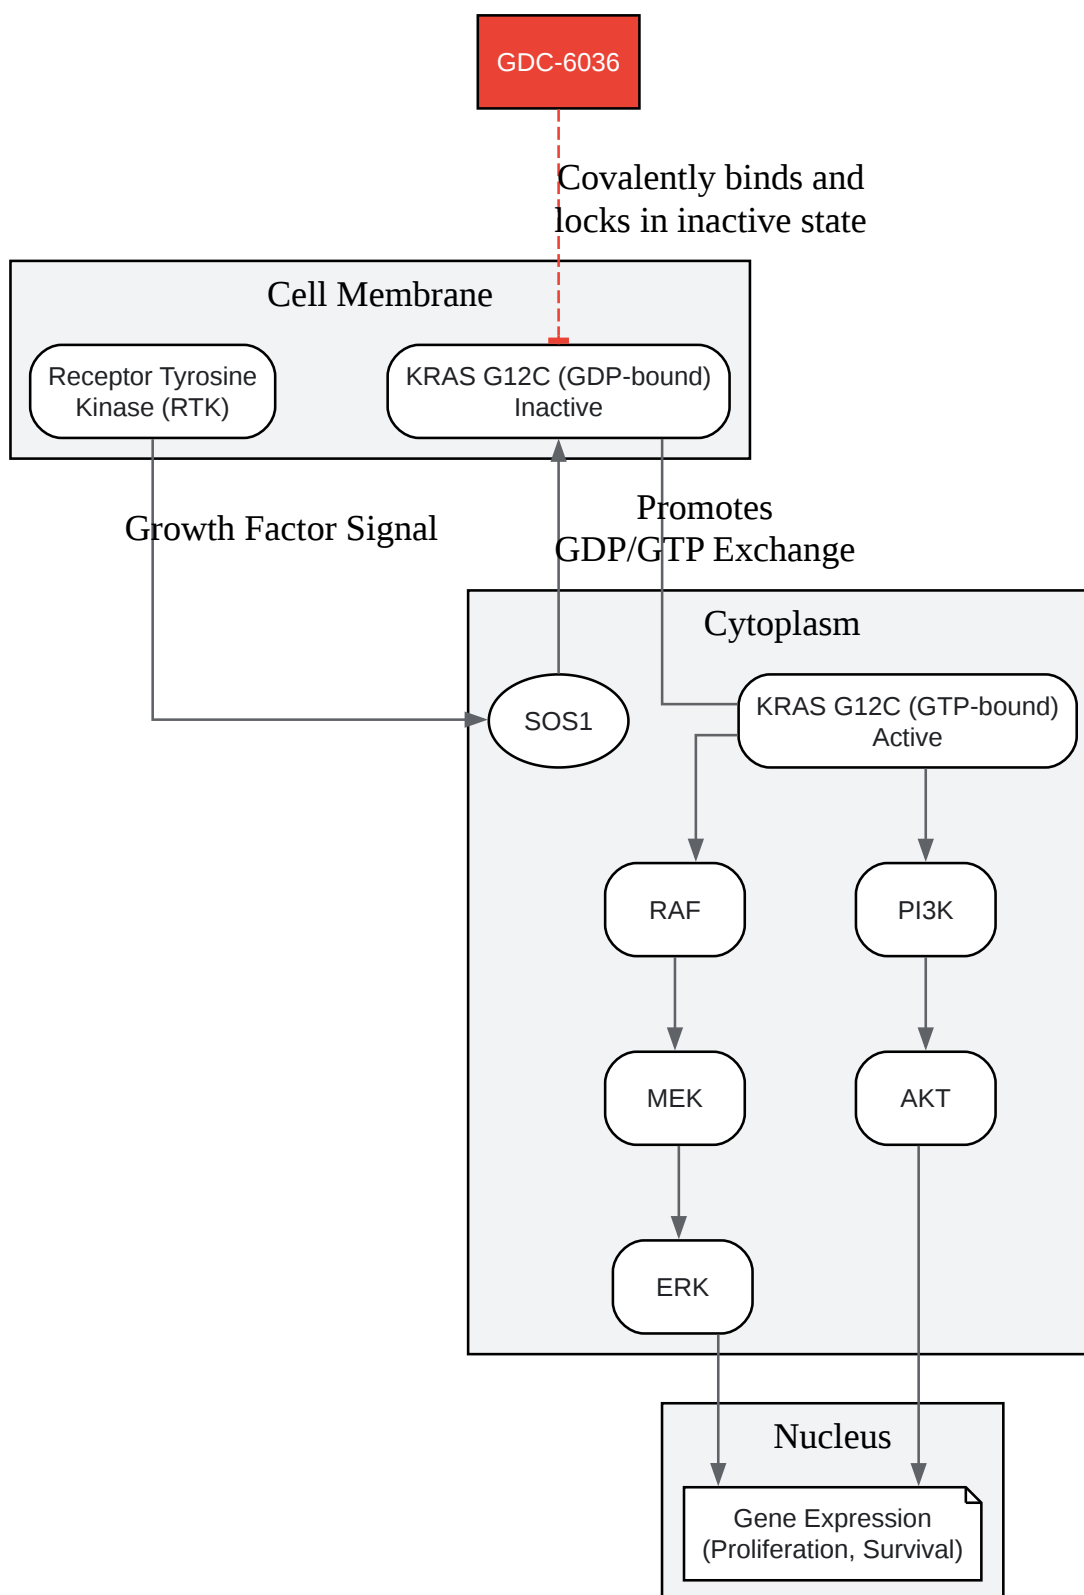 GDC-6036
Covalently binds and
locks in inactive state
Cell Membrane
Receptor Tyrosine
Kinase (RTK)
KRAS G12C (GDP-bound)
Inactive
Growth Factor Signal
Promotes
GDP/GTP Exchange
Cytoplasm
SOS1
KRAS G12C (GTP-bound)
Active
RAF
PI3K
MEK
AKT
ERK
Nucleus
Gene Expression
(Proliferation, Survival)